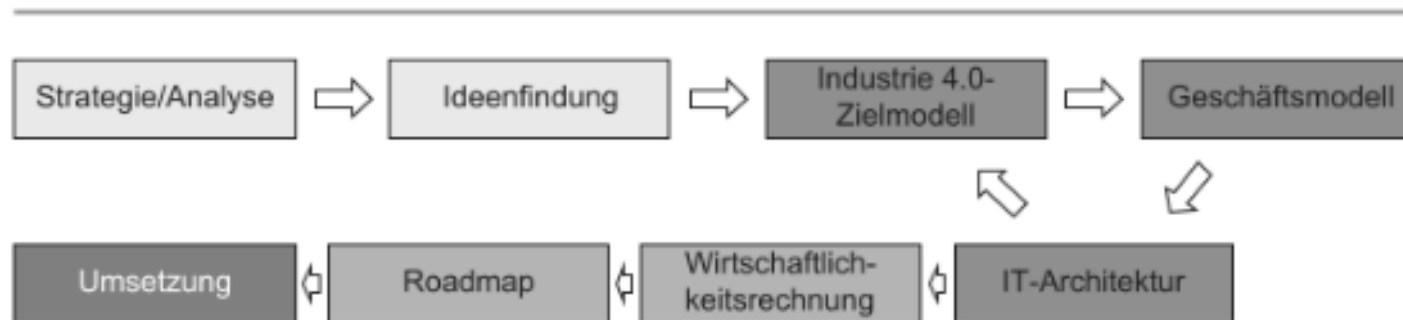 Strategie/Analyse
Ideenfindung
Industrie 4.0-
Zielmodell
Geschäftsmodell
Umsetzung
Roadmap
Wirtschaftlich-
keitsrechnung
IT-Architektur